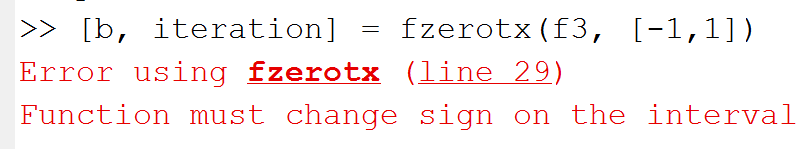 >> [b, iteration] = fzerotx(f3, [-1,1])
Error using fzerotx (line 29)
Function must change sign on the interval